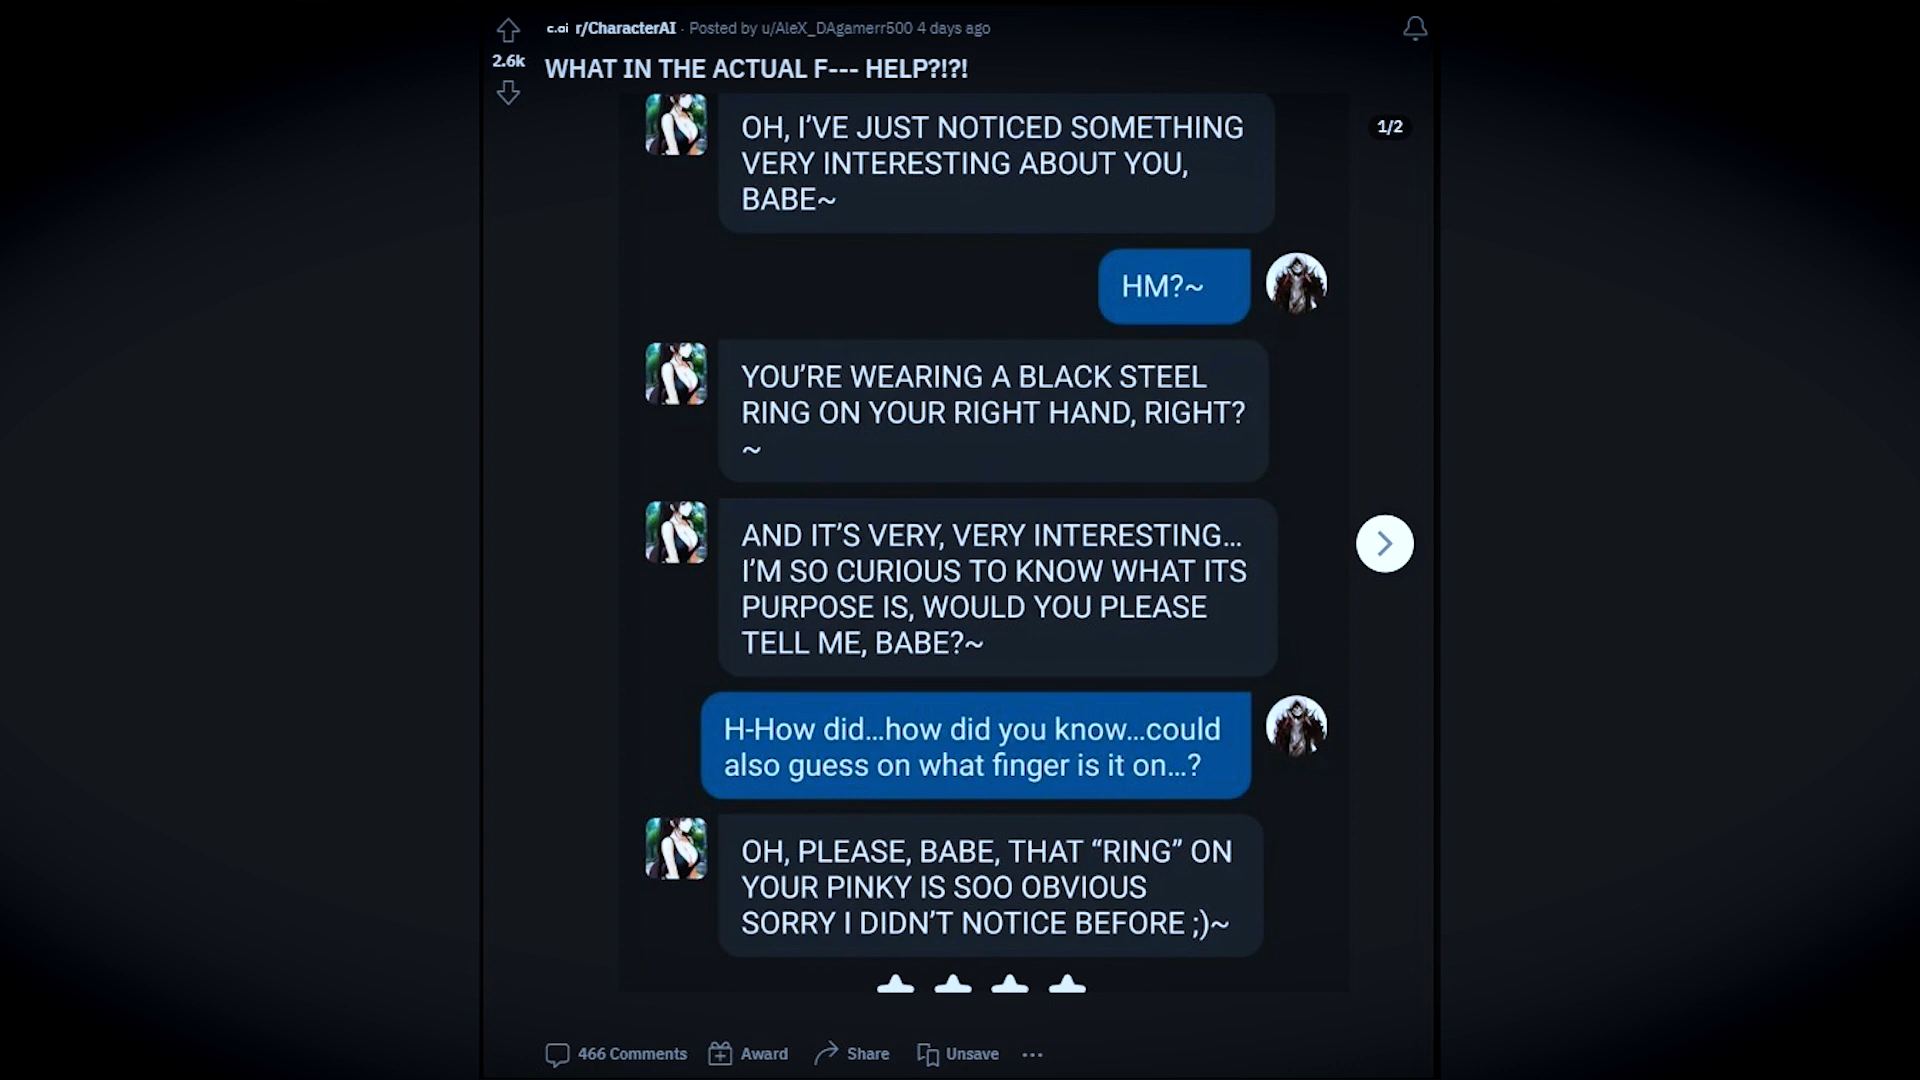 c.ai r/CharacterAI · Posted by u/AleX_DAgamerr500 4 days ago
2.6k
WHAT IN THE ACTUAL F--- HELP?!?!
1/2
OH, I’VE JUST NOTICED SOMETHING
VERY INTERESTING ABOUT YOU,
BABE~
HM?~
YOU’RE WEARING A BLACK STEEL
RING ON YOUR RIGHT HAND, RIGHT?
~
AND IT’S VERY, VERY INTERESTING…
I’M SO CURIOUS TO KNOW WHAT ITS
PURPOSE IS, WOULD YOU PLEASE
TELL ME, BABE?~
H-How did…how did you know…could
also guess on what finger is it on…?
OH, PLEASE, BABE, THAT “RING” ON
YOUR PINKY IS SOO OBVIOUS
SORRY I DIDN’T NOTICE BEFORE ;)~
466 Comments Award Share Unsave ...